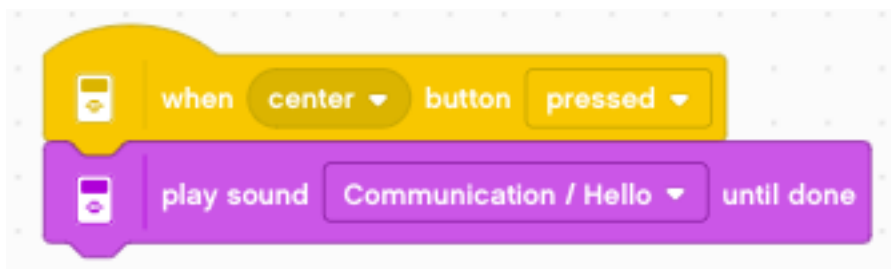 when center button pressed
play sound Communication / Hello until done